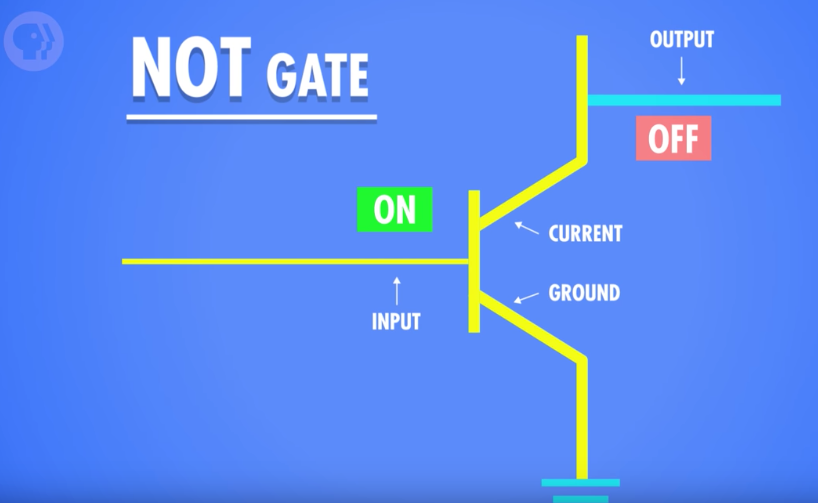 NOT GATE
OUTPUT
OFF
ON
CURRENT
GROUND
INPUT